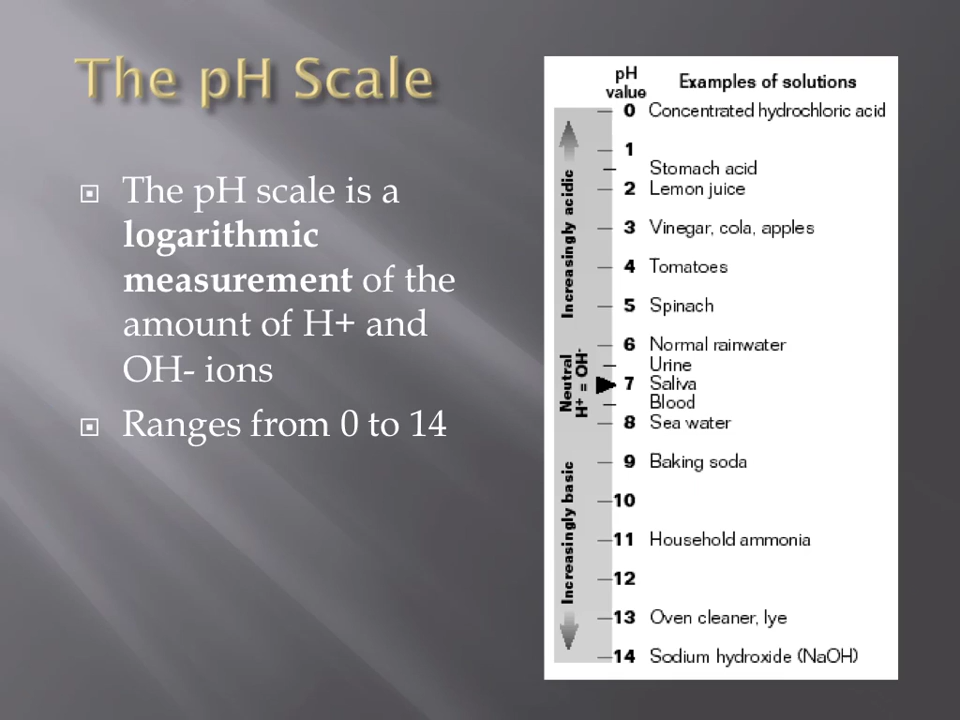 The pH Scale
The pH scale is a
logarithmic
measurement of the
amount of H+ and
OH- ions
Ranges from 0 to 14
pH
value
Examples of solutions
0 Concentrated hydrochloric acid
1
Stomach acid
2 Lemon juice
3 Vinegar, cola, apples
4 Tomatoes
5 Spinach
6 Normal rainwater
Urine
7 Saliva
Blood
8 Sea water
9 Baking soda
10
11 Household ammonia
12
13 Oven cleaner, lye
14 Sodium hydroxide (NaOH)
Increasingly acidic
Neutral
H⁺ = OH⁻
Increasingly basic